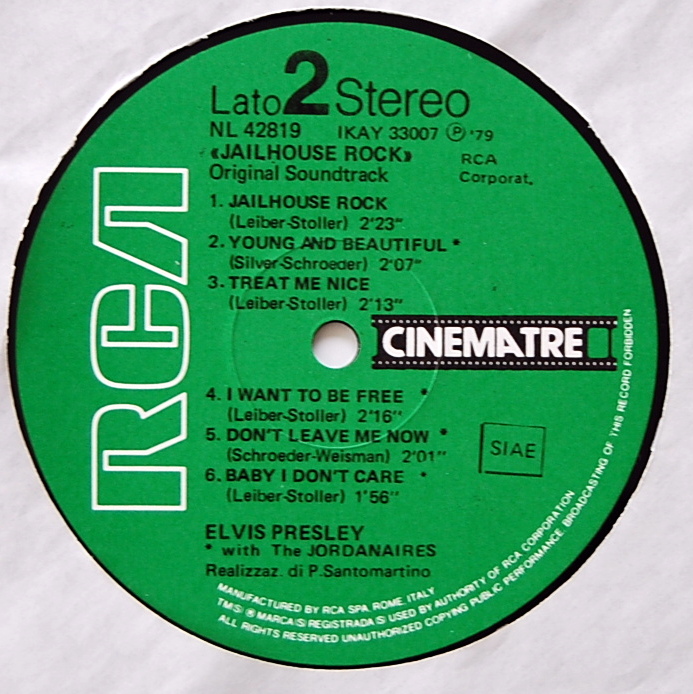 Lato 2 Stereo
NL 42819 IKAY 33007 Ⓟ '79
«JAILHOUSE ROCK» RCA
Original Soundtrack Corporat.
1. JAILHOUSE ROCK
(Leiber-Stoller) 2'23"
2. YOUNG AND BEAUTIFUL *
(Silver-Schroeder) 2'07"
3. TREAT ME NICE
(Leiber-Stoller) 2'13"
RCA
CINEMATRE
4. I WANT TO BE FREE *
(Leiber-Stoller) 2'16"
5. DON'T LEAVE ME NOW *
(Schroeder-Weisman) 2'01"
6. BABY I DON'T CARE *
(Leiber-Stoller) 1'56"
SIAE
ELVIS PRESLEY
* with The JORDANAIRES
Realizzaz. di P. Santomartino
MANUFACTURED BY RCA SPA, ROME, ITALY
TM(S) ® MARCA(S) REGISTRADA(S) USED BY AUTHORITY OF RCA CORPORATION
ALL RIGHTS RESERVED UNAUTHORIZED COPYING PUBLIC PERFORMANCE BROADCASTING OF THIS RECORD FORBIDDEN